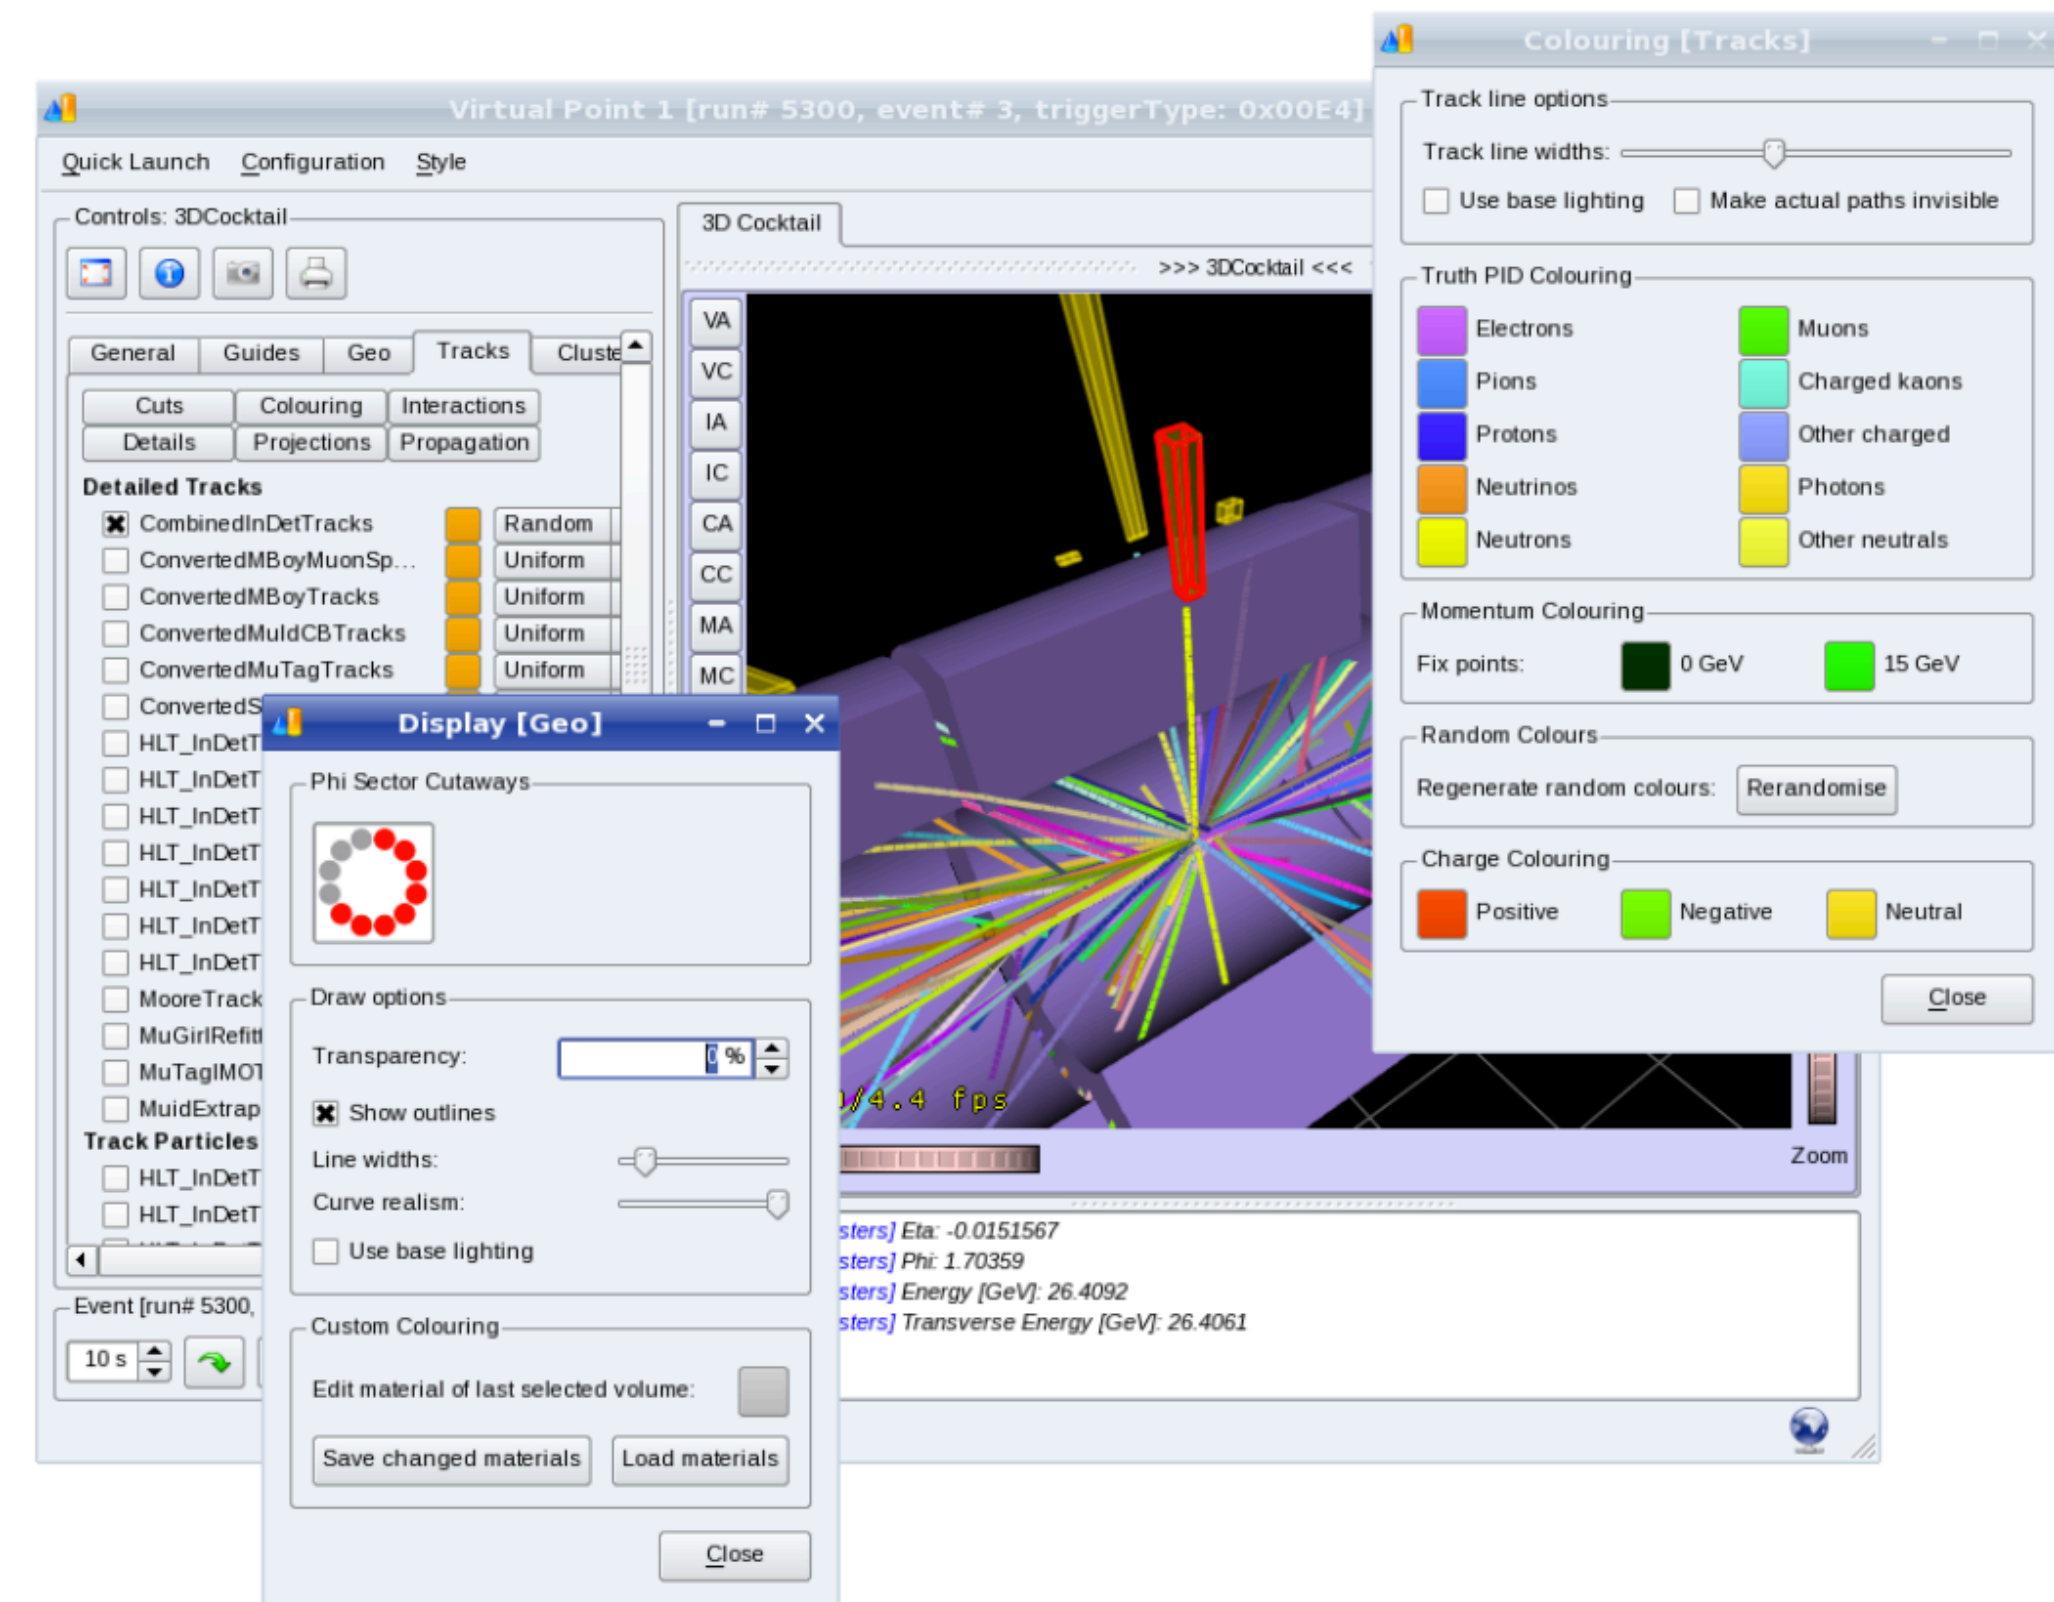 Colouring [Tracks]
Virtual Point 1 [run# 5300, event# 3, triggerType: 0x00E4]
Quick Launch Configuration Style
Controls: 3DCocktail
General Guides Geo Tracks Cluste
Cuts Colouring Interactions
Details Projections Propagation
Detailed Tracks
CombinedInDetTracks Random
ConvertedMBoyMuonSp... Uniform
ConvertedMBoyTracks Uniform
ConvertedMuIdCBTracks Uniform
ConvertedMuTagTracks Uniform
ConvertedS
HLT_InDetT
HLT_InDetT
HLT_InDetT
HLT_InDetT
HLT_InDetT
HLT_InDetT
HLT_InDetT
MooreTrack
MuGirlRefitt
MuTagIMOT
MuidExtrap
Track Particles
HLT_InDetT
HLT_InDetT
Event [run# 5300,
10 s
3D Cocktail
>>> 3DCocktail <<<
VA
VC
IA
IC
CA
CC
MA
MC
/4.4 fps
Zoom
sters] Eta: -0.0151567
sters] Phi: 1.70359
sters] Energy [GeV]: 26.4092
sters] Transverse Energy [GeV]: 26.4061
Display [Geo]
Phi Sector Cutaways
Draw options
Transparency: 0 %
Show outlines
Line widths:
Curve realism:
Use base lighting
Custom Colouring
Edit material of last selected volume:
Save changed materials Load materials
Close
Track line options
Track line widths:
Use base lighting Make actual paths invisible
Truth PID Colouring
Electrons Muons
Pions Charged kaons
Protons Other charged
Neutrinos Photons
Neutrons Other neutrals
Momentum Colouring
Fix points: 0 GeV 15 GeV
Random Colours
Regenerate random colours: Rerandomise
Charge Colouring
Positive Negative Neutral
Close